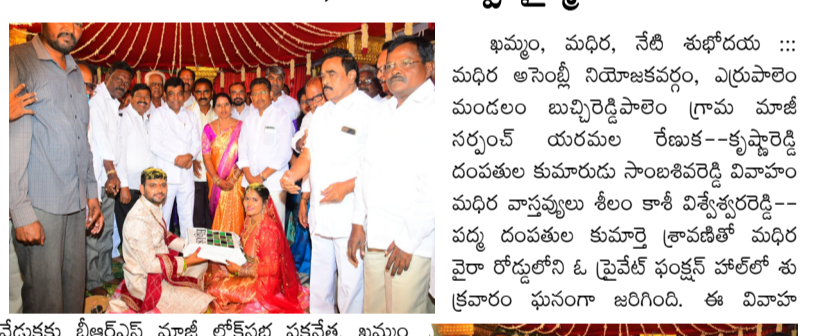 ఖమ్మం, మధిర, నేటి శుభోదయ :::
మధిర అసెంబ్లీ నియోజకవర్గం, ఎర్రుపాలెం
మండలం బుచ్చిరెడ్డిపాలెం గ్రామ మాజీ
సర్పంచ్ యరమల రేణుక--కృష్ణారెడ్డి
దంపతుల కుమారుడు సాంబశివరెడ్డి వివాహం
మధిర వాస్తవ్యులు శీలం కాశీ విశ్వేశ్వరరెడ్డి--
పద్మ దంపతుల కుమార్తె శ్రావణితో మధిర
వైరా రోడ్డులోని ఓ ప్రైవేట్ ఫంక్షన్ హాల్‌లో శు
క్రవారం ఘనంగా జరిగింది. ఈ వివాహ